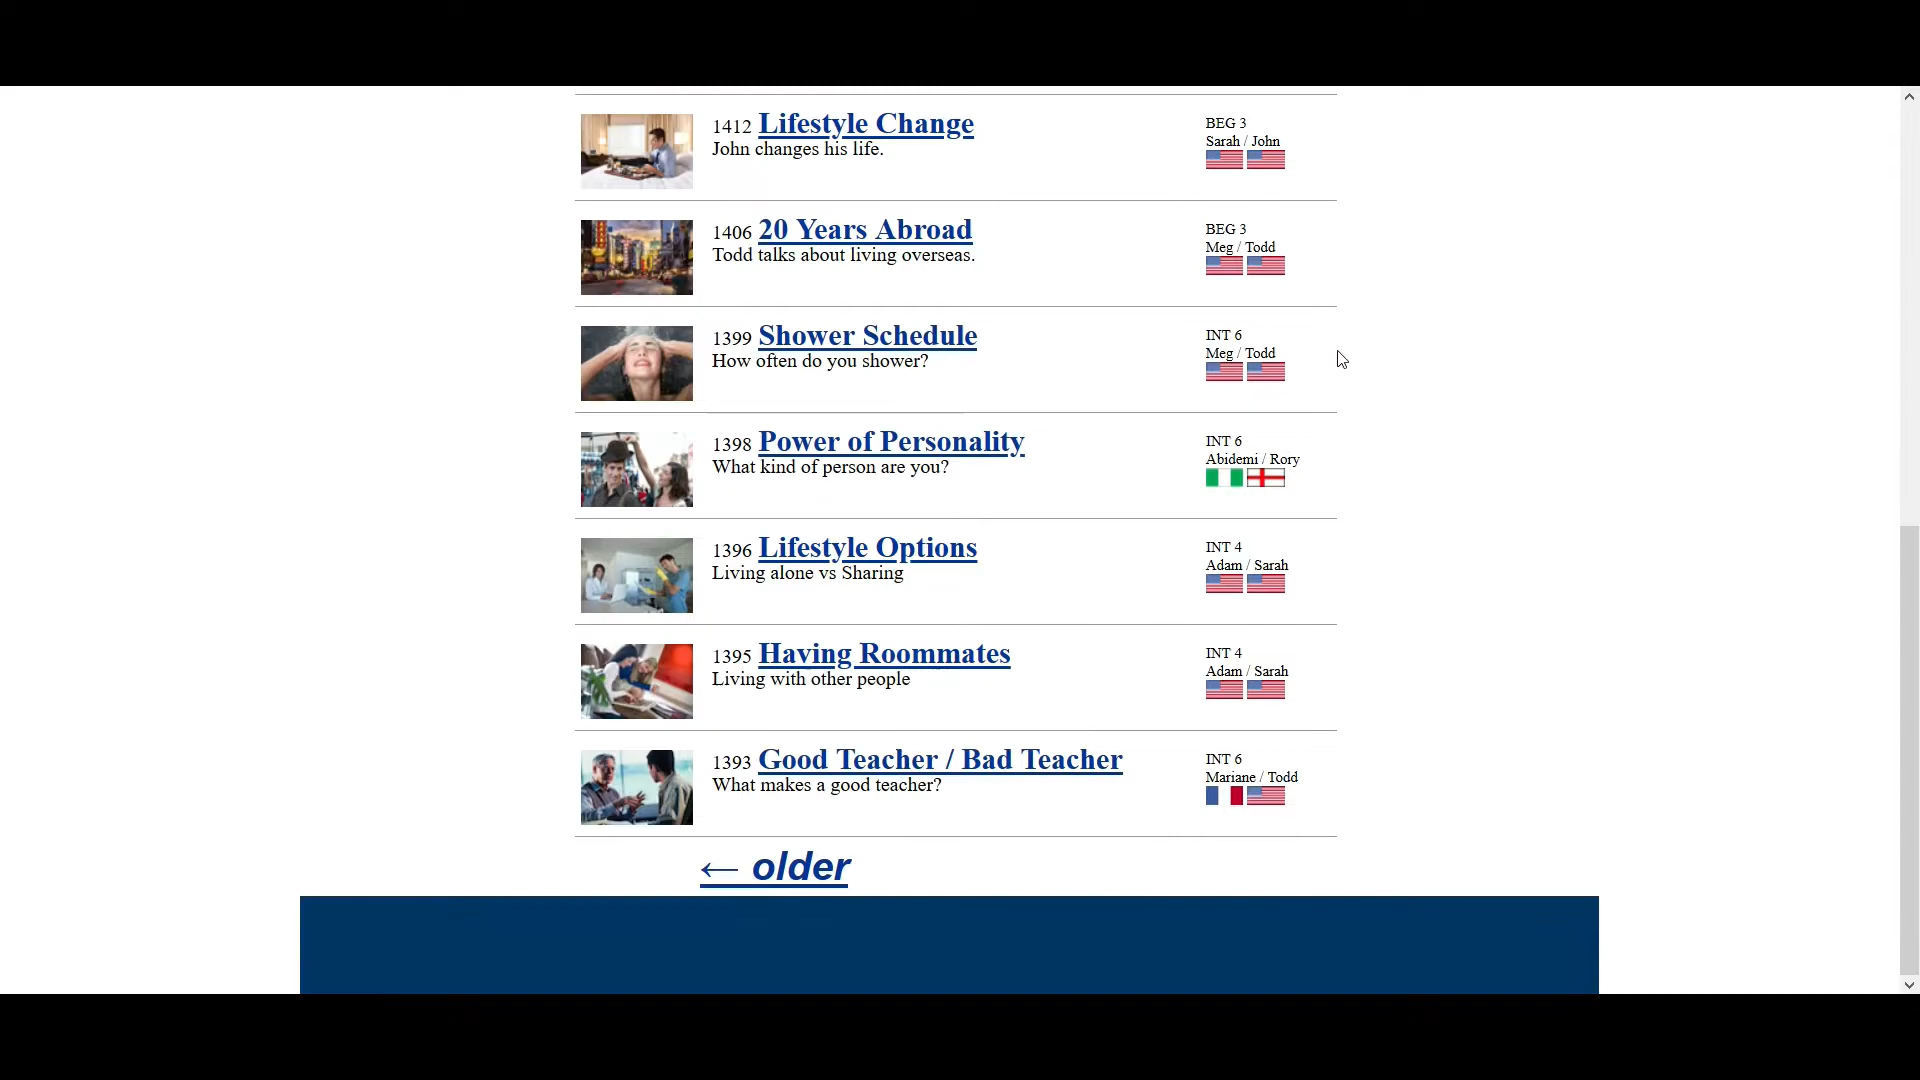 1412 Lifestyle Change
John changes his life.
BEG 3
Sarah / John
1406 20 Years Abroad
Todd talks about living overseas.
BEG 3
Meg / Todd
1399 Shower Schedule
How often do you shower?
INT 6
Meg / Todd
1398 Power of Personality
What kind of person are you?
INT 6
Abidemi / Rory
1396 Lifestyle Options
Living alone vs Sharing
INT 4
Adam / Sarah
1395 Having Roommates
Living with other people
INT 4
Adam / Sarah
1393 Good Teacher / Bad Teacher
What makes a good teacher?
INT 6
Mariane / Todd
← older